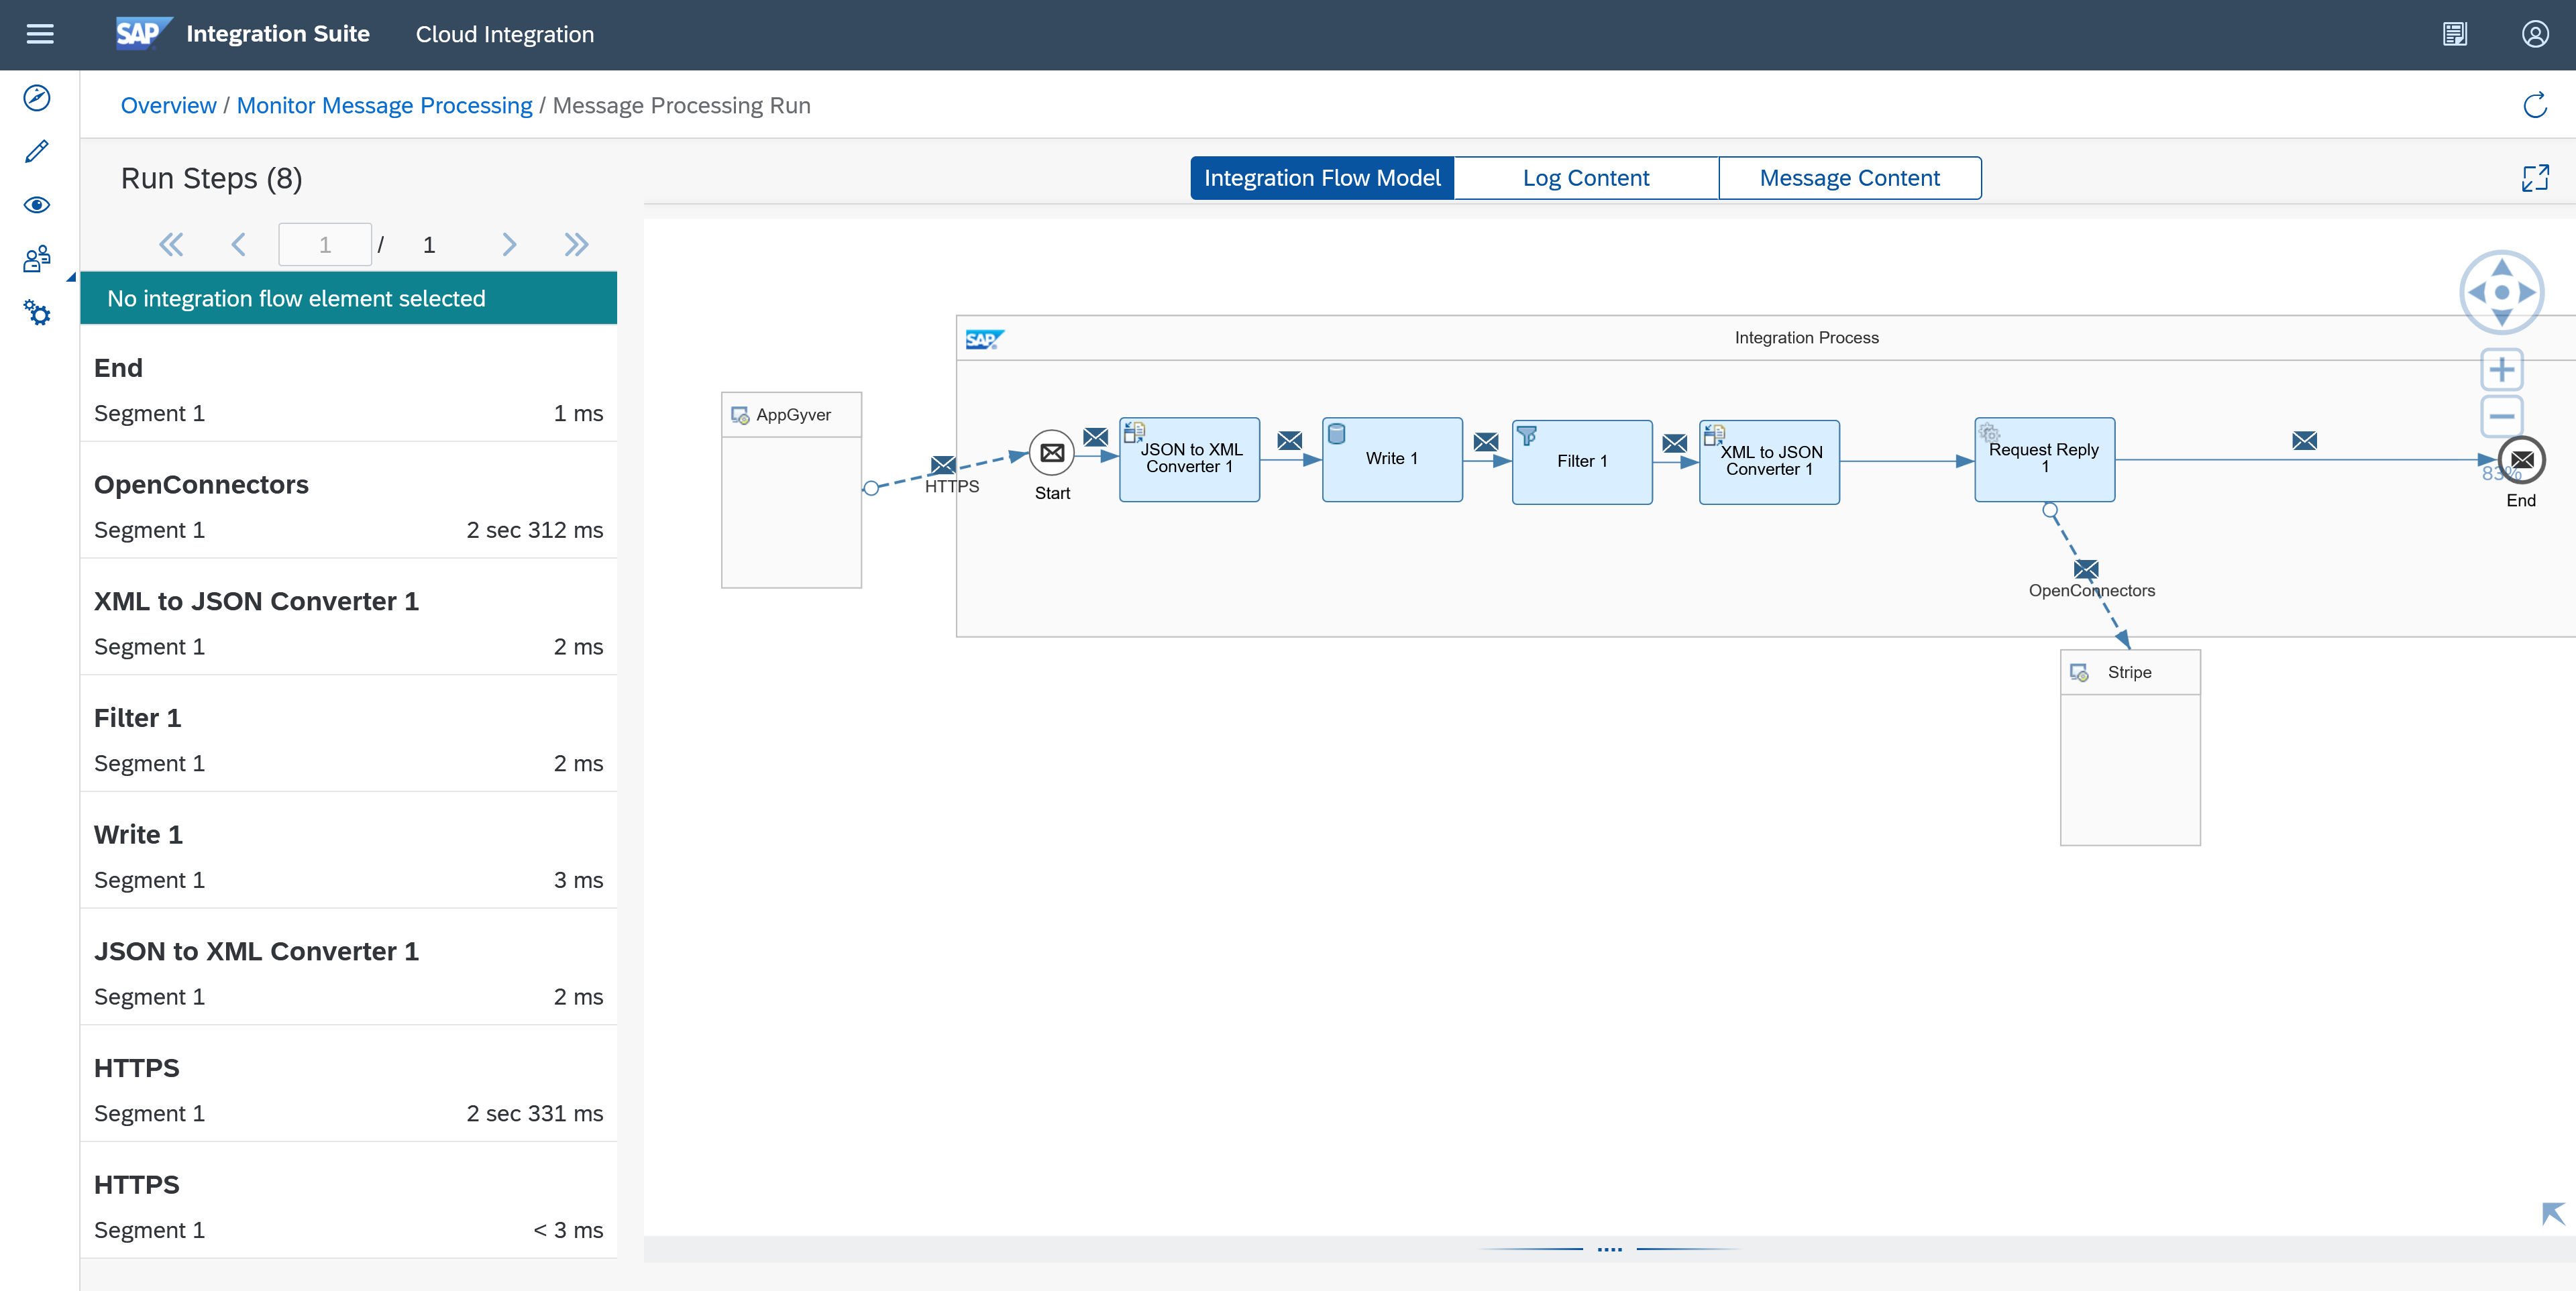 SAP Integration Suite Cloud Integration
Overview / Monitor Message Processing / Message Processing Run
Run Steps (8)
Integration Flow Model Log Content Message Content
1 / 1
No integration flow element selected
End
Segment 1 1 ms
OpenConnectors
Segment 1 2 sec 312 ms
XML to JSON Converter 1
Segment 1 2 ms
Filter 1
Segment 1 2 ms
Write 1
Segment 1 3 ms
JSON to XML Converter 1
Segment 1 2 ms
HTTPS
Segment 1 2 sec 331 ms
HTTPS
Segment 1 < 3 ms
SAP Integration Process
AppGyver
HTTPS
Start
JSON to XML
Converter 1
Write 1
Filter 1
XML to JSON
Converter 1
Request Reply
1
83%
End
OpenConnectors
Stripe